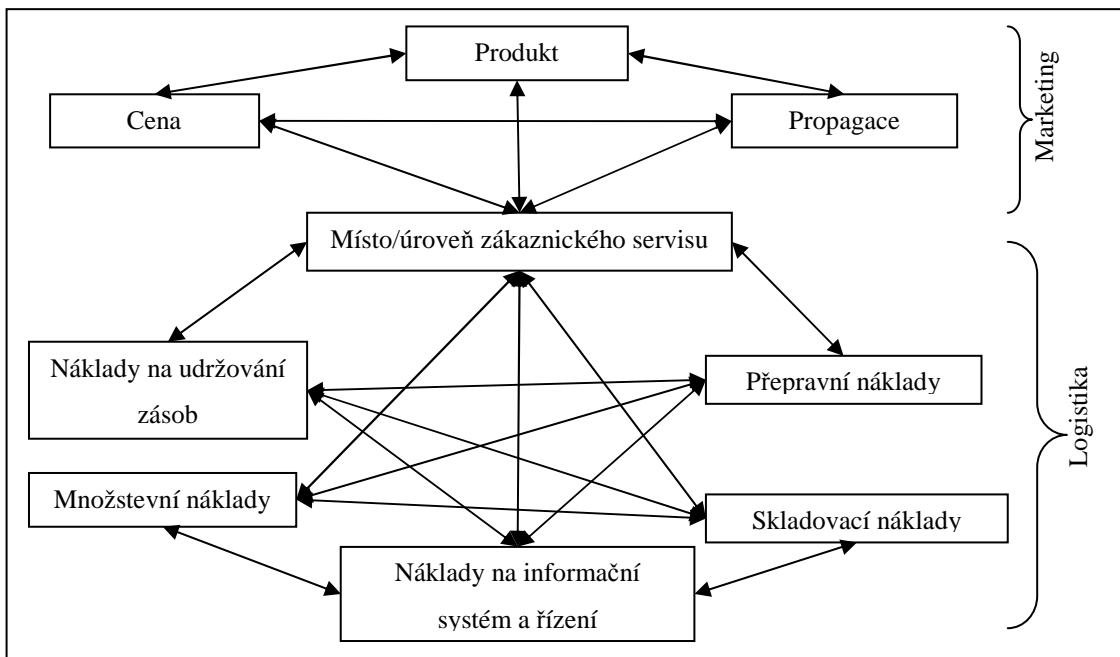 Produkt
Cena
Propagace
Marketing
Místo/úroveň zákaznického servisu
Náklady na udržování
zásob
Přepravní náklady
Logistika
Množstevní náklady
Skladovací náklady
Náklady na informační
systém a řízení